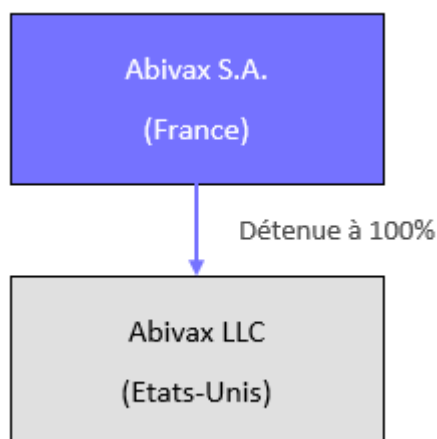 Abivax S.A.
(France)
Détenue à 100%
Abivax LLC
(Etats-Unis)